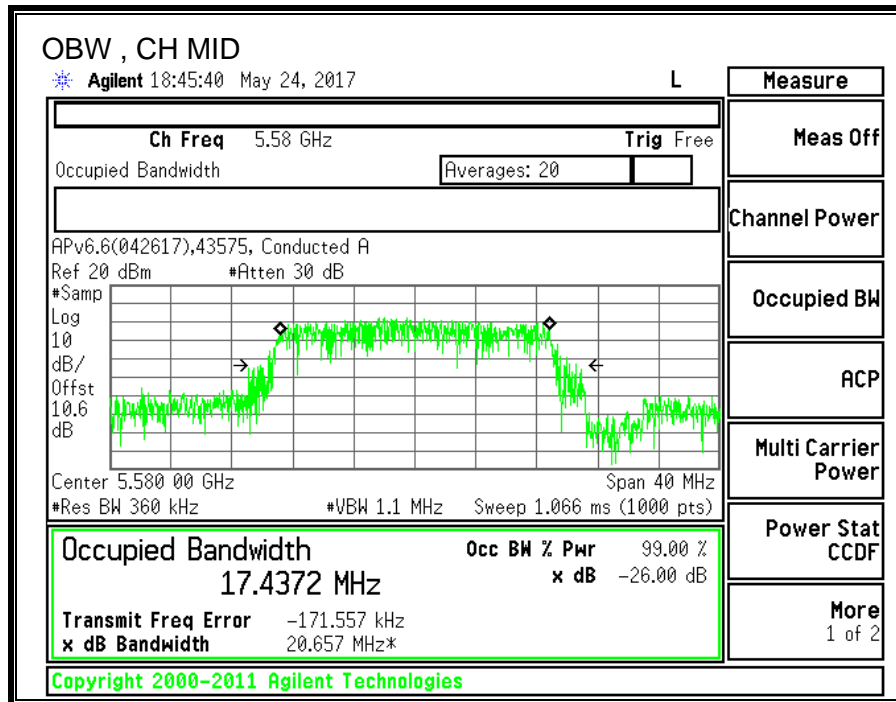 OBW , CH MID
Agilent 18:45:40 May 24, 2017 L
Measure
Ch Freq 5.58 GHz Trig Free
Meas Off
Occupied Bandwidth Averages: 20
Channel Power
APv6.6(042617),43575, Conducted A
Ref 20 dBm #Atten 30 dB
#Samp
Log
10
dB/
Offst
10.6
dB
Occupied BW
ACP
Multi Carrier
Power
Center 5.580 00 GHz Span 40 MHz
#Res BW 360 kHz #VBW 1.1 MHz Sweep 1.066 ms (1000 pts)
Power Stat
CCDF
Occupied Bandwidth Occ BW % Pwr 99.00 %
17.4372 MHz x dB -26.00 dB
Transmit Freq Error -171.557 kHz
x dB Bandwidth 20.657 MHz*
More
1 of 2
Copyright 2000-2011 Agilent Technologies